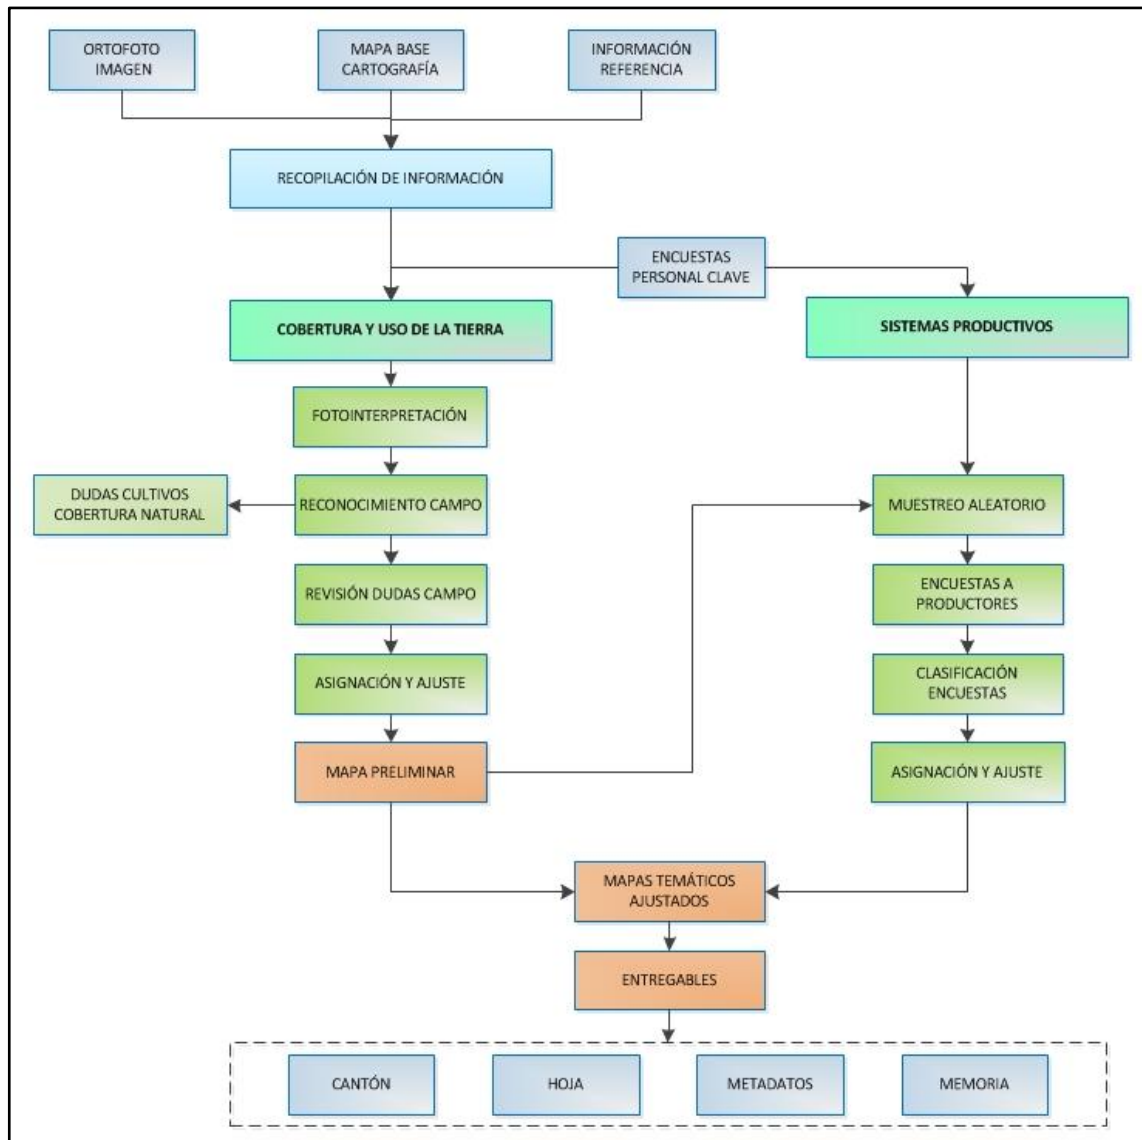 ORTOFOTO
IMAGEN
MAPA BASE
CARTOGRAFÍA
INFORMACIÓN
REFERENCIA
RECOPILACIÓN DE INFORMACIÓN
ENCUESTAS
PERSONAL CLAVE
COBERTURA Y USO DE LA TIERRA
SISTEMAS PRODUCTIVOS
FOTOINTERPRETACIÓN
DUDAS CULTIVOS
COBERTURA NATURAL
RECONOCIMIENTO CAMPO
MUESTREO ALEATORIO
REVISIÓN DUDAS CAMPO
ENCUESTAS A
PRODUCTORES
ASIGNACIÓN Y AJUSTE
CLASIFICACIÓN
ENCUESTAS
MAPA PRELIMINAR
ASIGNACIÓN Y AJUSTE
MAPAS TEMÁTICOS
AJUSTADOS
ENTREGABLES
CANTÓN
HOJA
METADATOS
MEMORIA